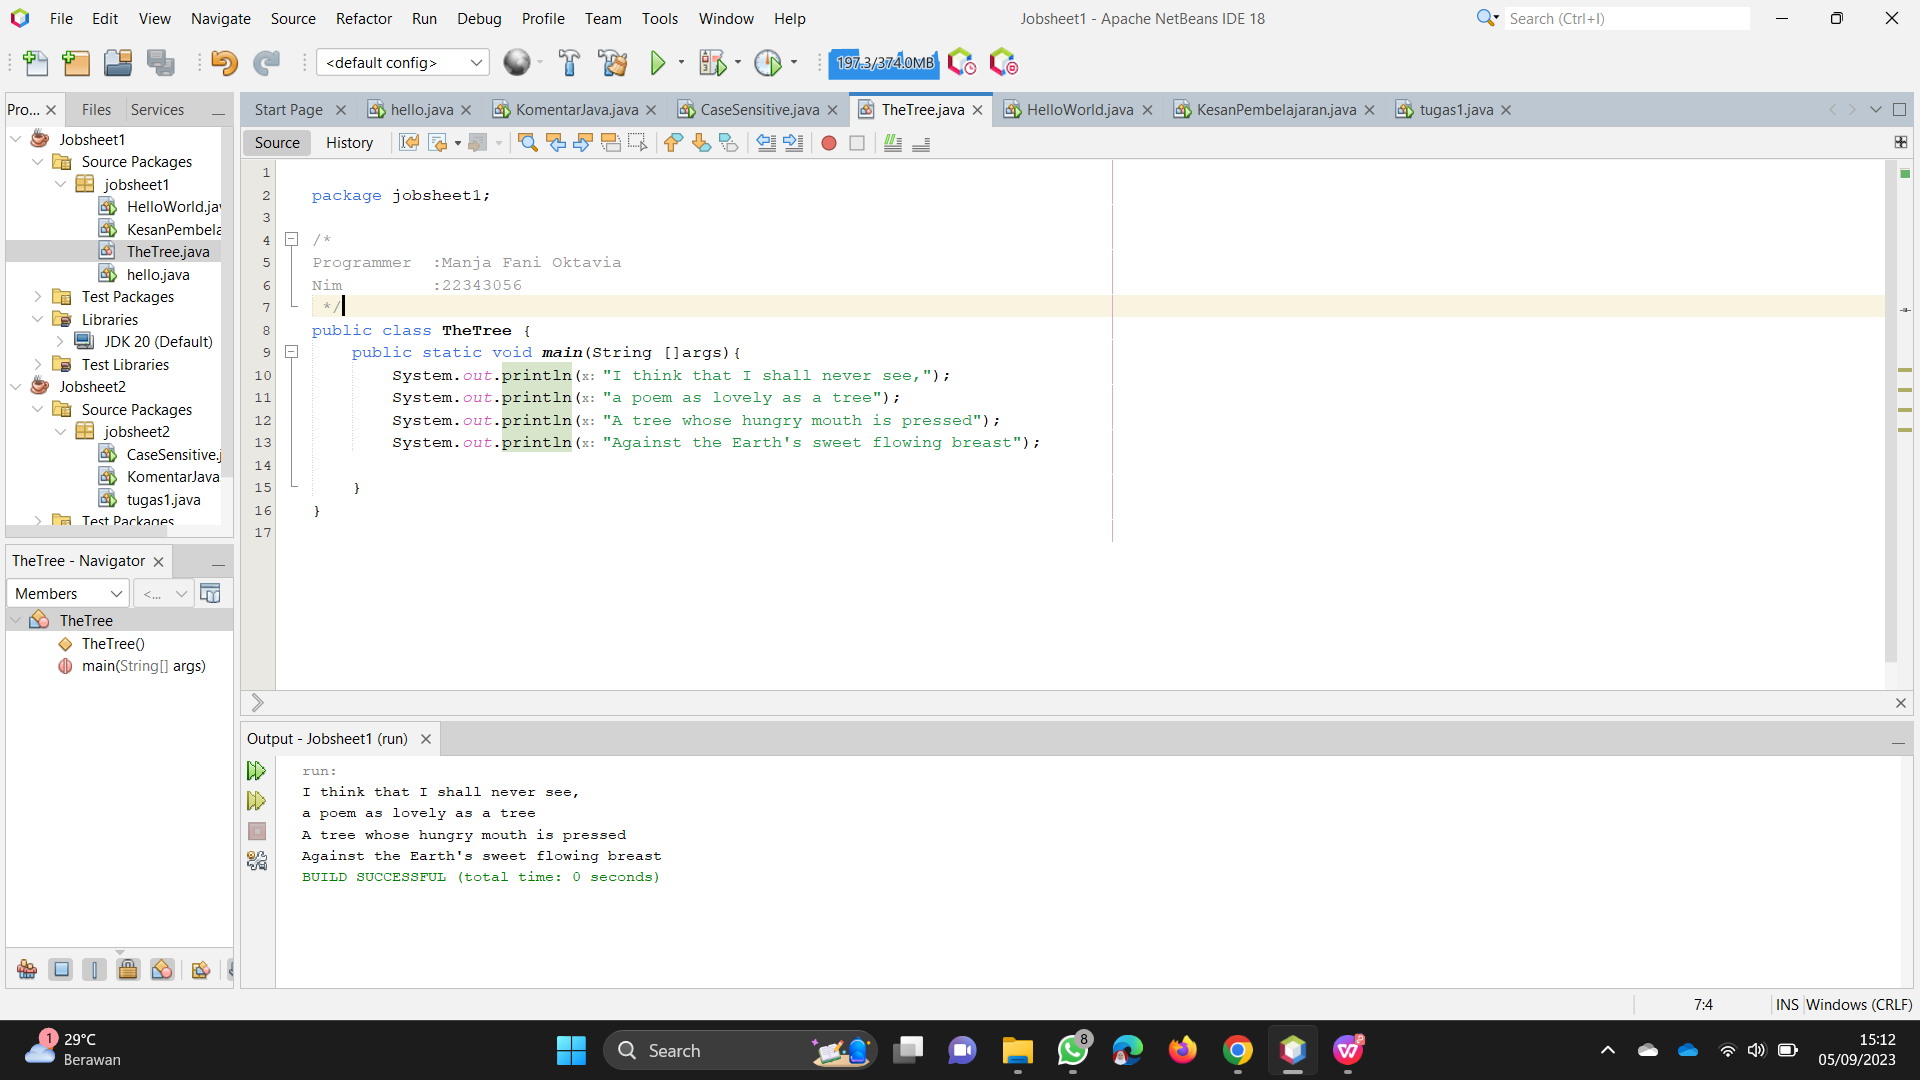 File Edit View Navigate Source Refactor Run Debug Profile Team Tools Window Help
Jobsheet1 - Apache NetBeans IDE 18
Search (Ctrl+I)
<default config>
197.3/374.0MB
Pro...
Files
Services
Start Page
hello.java
KomentarJava.java
CaseSensitive.java
TheTree.java
HelloWorld.java
KesanPembelajaran.java
tugas1.java
Jobsheet1
Source Packages
jobsheet1
HelloWorld.jav
KesanPembela
TheTree.java
hello.java
Test Packages
Libraries
JDK 20 (Default)
Test Libraries
Jobsheet2
Source Packages
jobsheet2
CaseSensitive.j
KomentarJava
tugas1.java
Test Packages
Source
History
1
2 package jobsheet1;
3
4 /*
5 Programmer :Manja Fani Oktavia
6 Nim :22343056
7 */
8 public class TheTree {
9 public static void main(String []args){
10 System.out.println(x: "I think that I shall never see,");
11 System.out.println(x: "a poem as lovely as a tree");
12 System.out.println(x: "A tree whose hungry mouth is pressed");
13 System.out.println(x: "Against the Earth's sweet flowing breast");
14
15 }
16 }
17
TheTree - Navigator
Members
<...
TheTree
TheTree()
main(String[] args)
Output - Jobsheet1 (run)
run:
I think that I shall never see,
a poem as lovely as a tree
A tree whose hungry mouth is pressed
Against the Earth's sweet flowing breast
BUILD SUCCESSFUL (total time: 0 seconds)
7:4
INS
Windows (CRLF)
1
29°C
Berawan
Search
8
15:12
05/09/2023